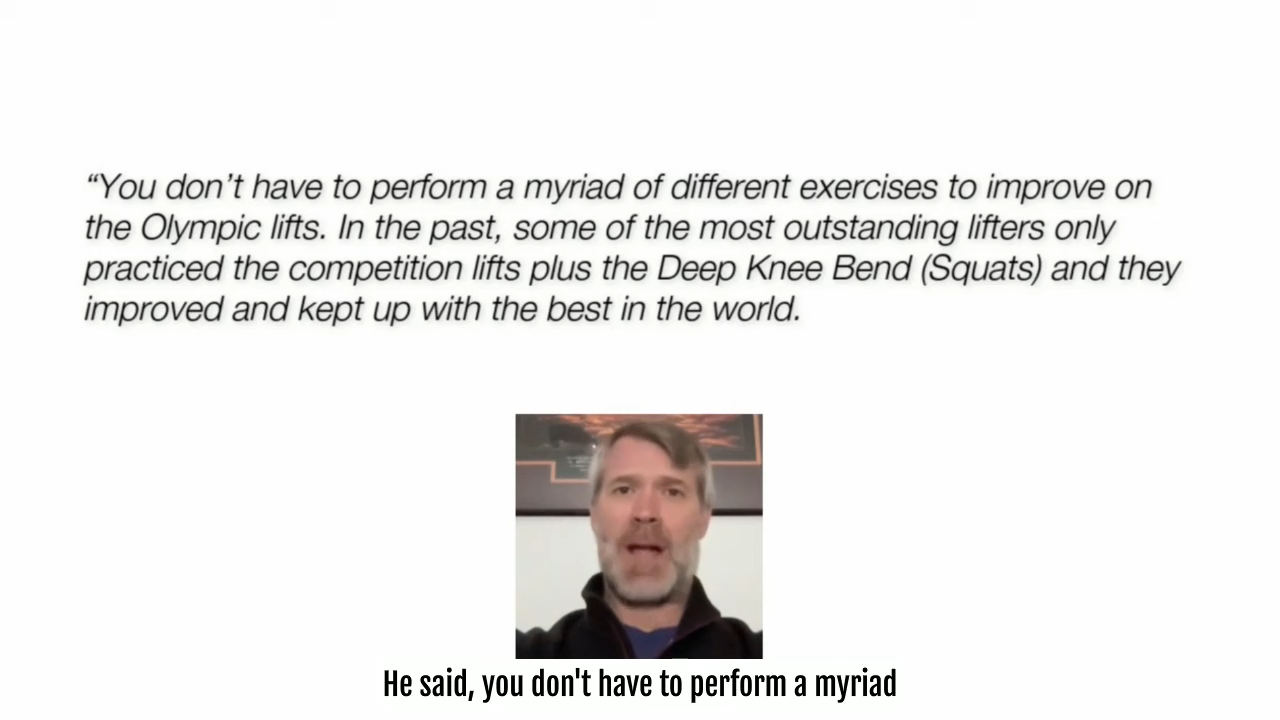 “You don’t have to perform a myriad of different exercises to improve on
the Olympic lifts. In the past, some of the most outstanding lifters only
practiced the competition lifts plus the Deep Knee Bend (Squats) and they
improved and kept up with the best in the world.
He said, you don't have to perform a myriad